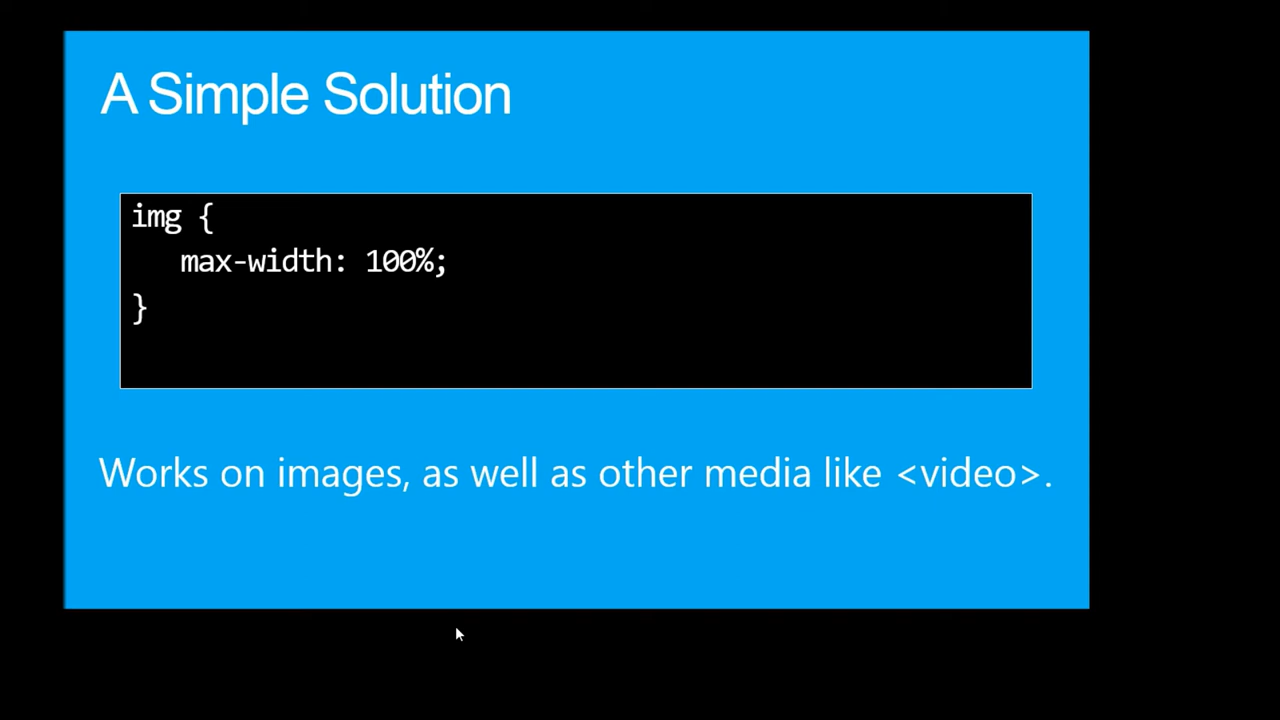 A Simple Solution
img {
max-width: 100%;
}
Works on images, as well as other media like <video>.